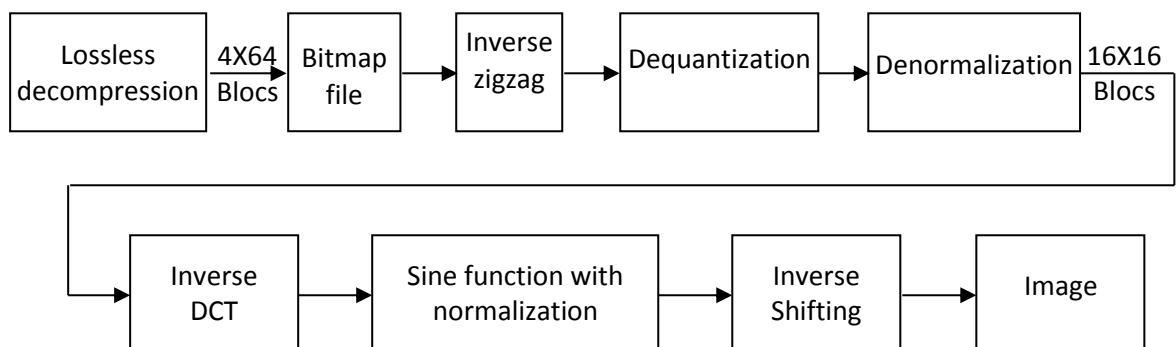 Lossless
decompression
4X64
Blocs
Bitmap
file
Inverse
zigzag
Dequantization
Denormalization
16X16
Blocs
Inverse
DCT
Sine function with
normalization
Inverse
Shifting
Image